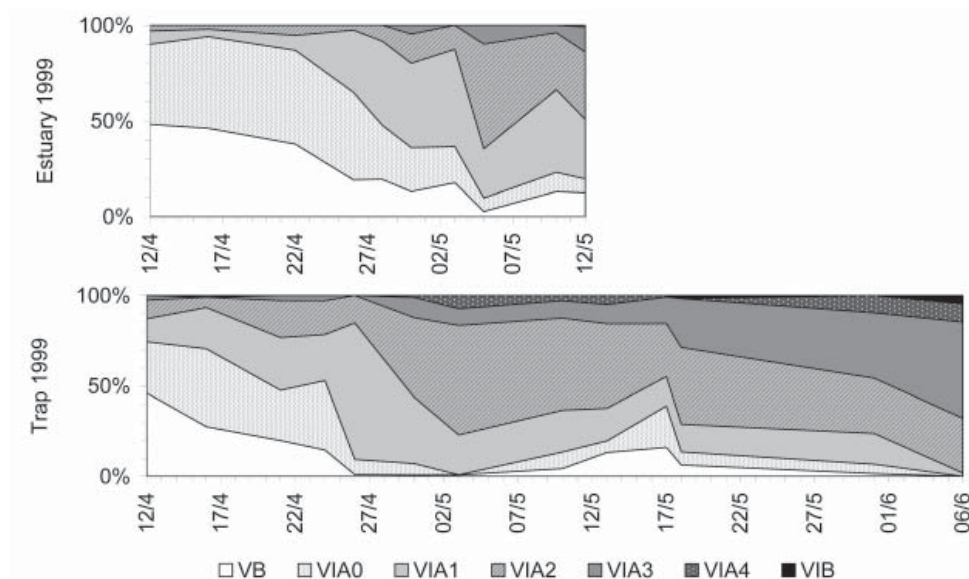 100%
Estuary 1999
50%
0%
12/4 17/4 22/4 27/4 02/5 07/5 12/5
100%
Trap 1999
50%
0%
12/4 17/4 22/4 27/4 02/5 07/5 12/5 17/5 22/5 27/5 01/6 06/6
VB VIA0 VIA1 VIA2 VIA3 VIA4 VIB